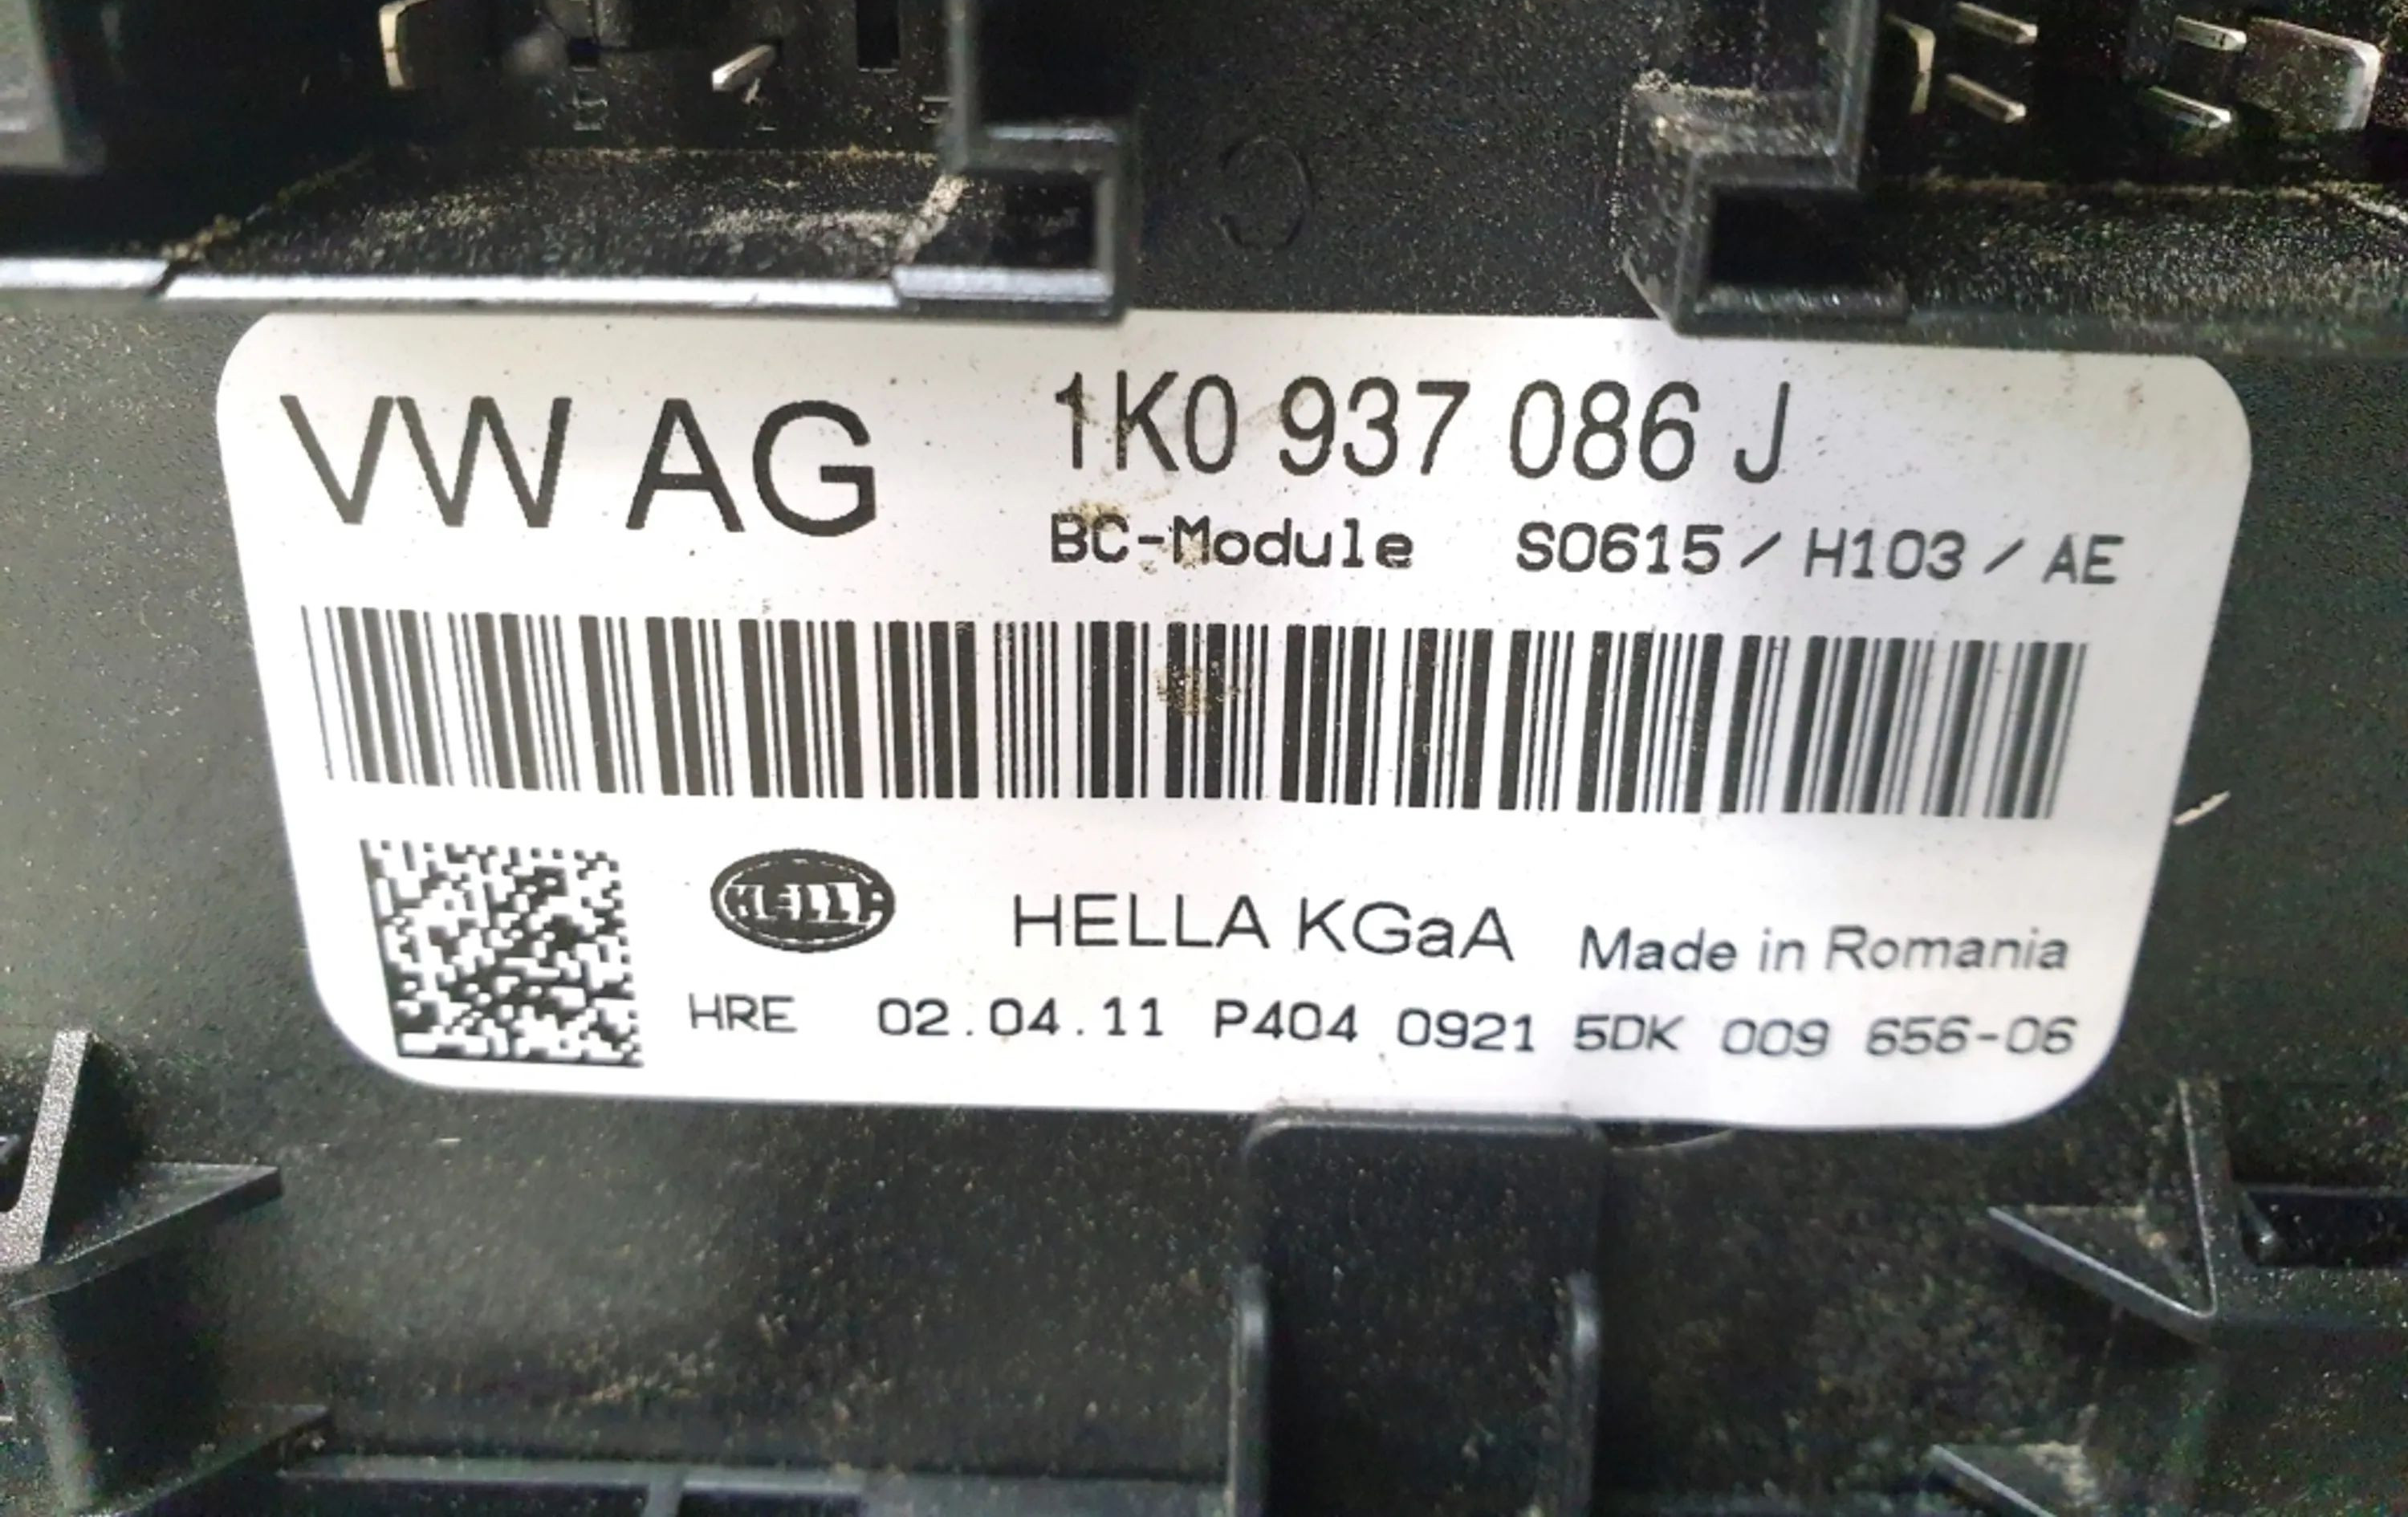 VW AG 1K0 937 086 J
BC-Module S0615 / H103 / AE
HELLA HELLA KGaA Made in Romania
HRE 02.04.11 P404 0921 5DK 009 656-06